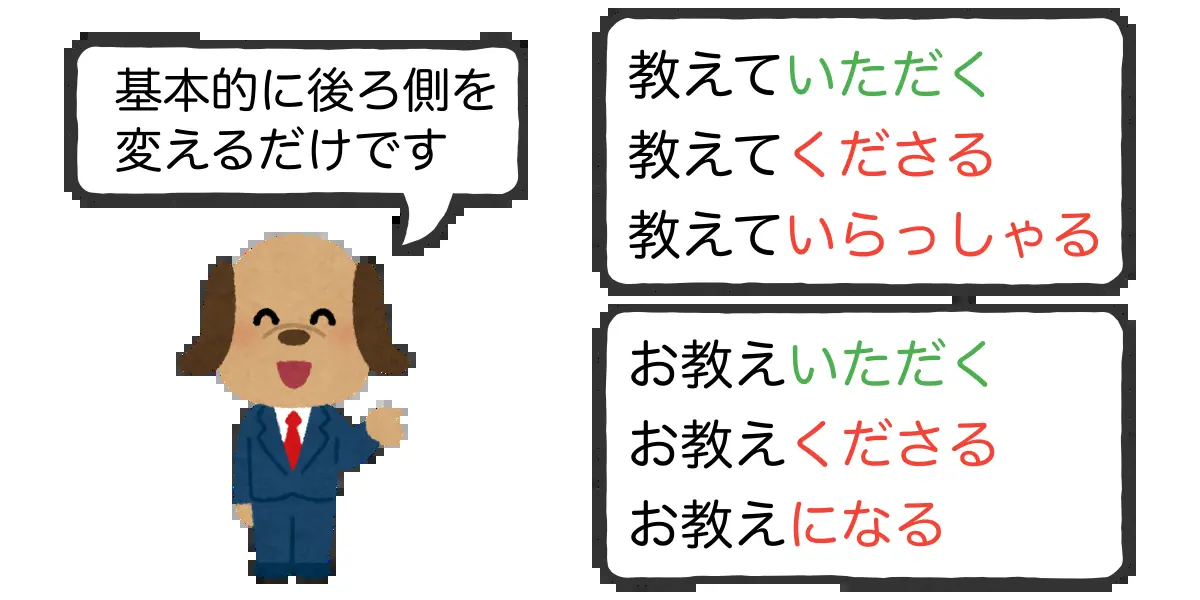 基本的に後ろ側を
変えるだけです
教えていただく
教えてくださる
教えていらっしゃる
お教えいただく
お教えくださる
お教えになる